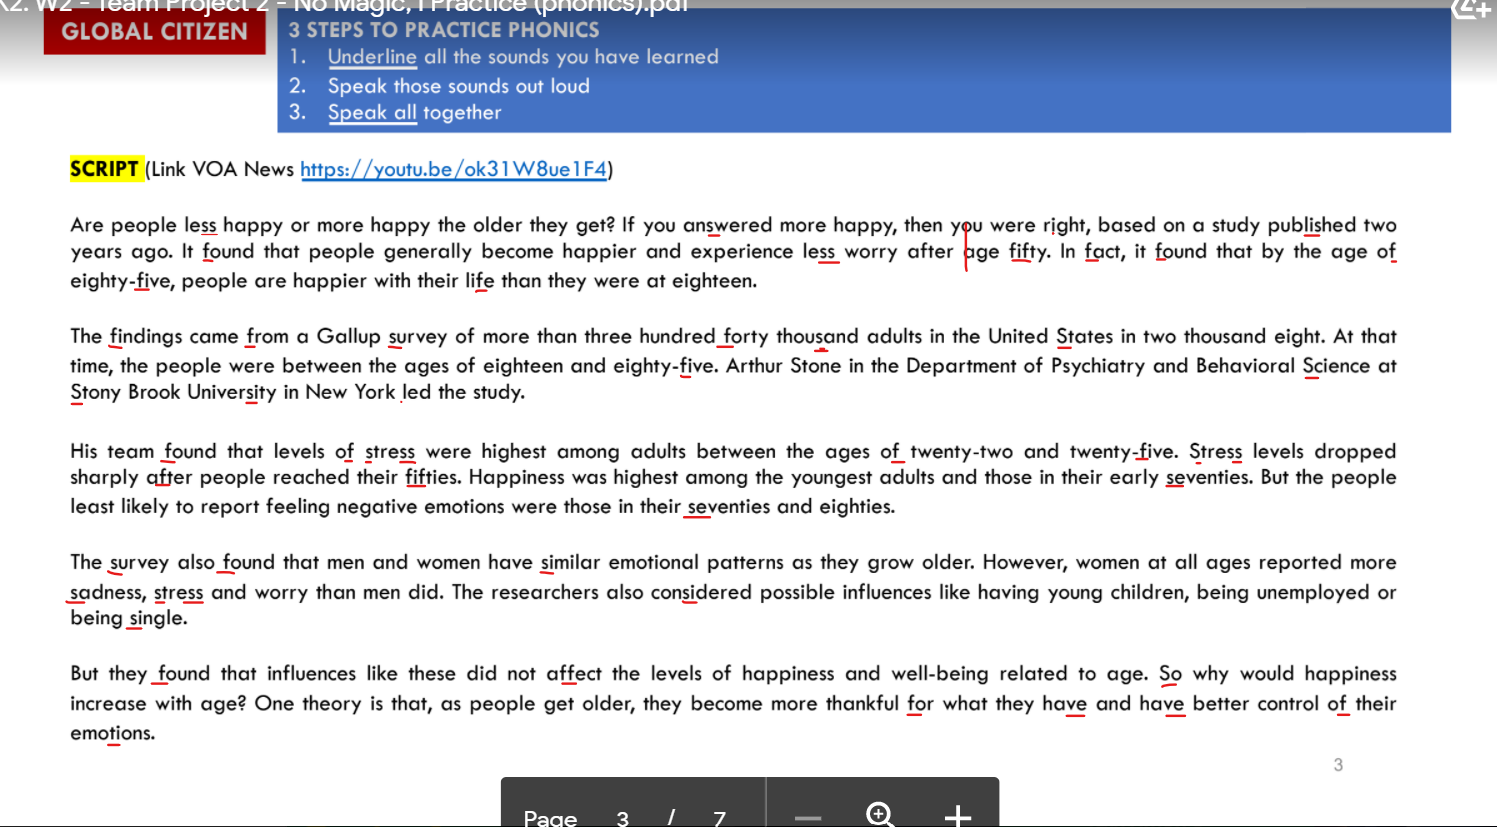 K2. W2 - Team Project 2 - No Magic, I Practice (phonics).pdf
GLOBAL CITIZEN
3 STEPS TO PRACTICE PHONICS
1. Underline all the sounds you have learned
2. Speak those sounds out loud
3. Speak all together
SCRIPT (Link VOA News https://youtu.be/ok31W8ue1F4)
Are people less happy or more happy the older they get? If you answered more happy, then you were right, based on a study published two
years ago. It found that people generally become happier and experience less worry after age fifty. In fact, it found that by the age of
eighty-five, people are happier with their life than they were at eighteen.
The findings came from a Gallup survey of more than three hundred forty thousand adults in the United States in two thousand eight. At that
time, the people were between the ages of eighteen and eighty-five. Arthur Stone in the Department of Psychiatry and Behavioral Science at
Stony Brook University in New York led the study.
His team found that levels of stress were highest among adults between the ages of twenty-two and twenty-five. Stress levels dropped
sharply after people reached their fifties. Happiness was highest among the youngest adults and those in their early seventies. But the people
least likely to report feeling negative emotions were those in their seventies and eighties.
The survey also found that men and women have similar emotional patterns as they grow older. However, women at all ages reported more
sadness, stress and worry than men did. The researchers also considered possible influences like having young children, being unemployed or
being single.
But they found that influences like these did not affect the levels of happiness and well-being related to age. So why would happiness
increase with age? One theory is that, as people get older, they become more thankful for what they have and have better control of their
emotions.
3
Page 3 / 7